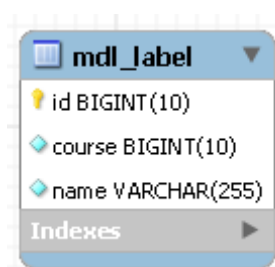 mdl_label
id BIGINT(10)
course BIGINT(10)
name VARCHAR(255)
Indexes